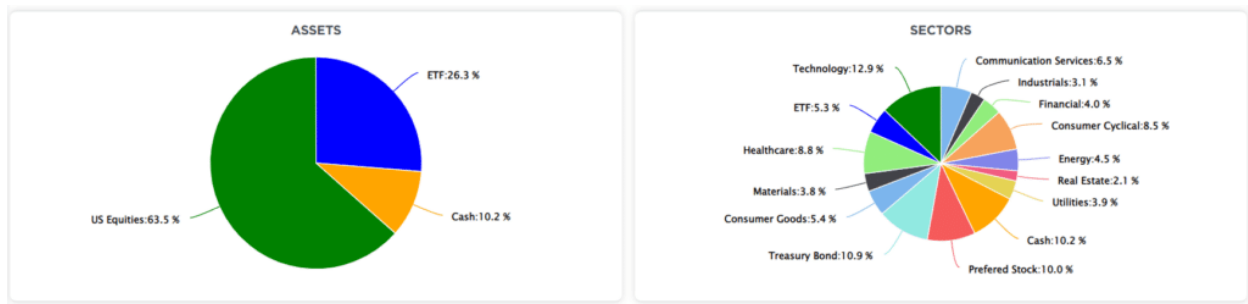 ASSETS
ETF:26.3 %
US Equities:63.5 %
Cash:10.2 %
SECTORS
Communication Services:6.5 %
Technology:12.9 %
Industrials:3.1 %
Financial:4.0 %
ETF:5.3 %
Consumer Cyclical:8.5 %
Healthcare:8.8 %
Energy:4.5 %
Real Estate:2.1 %
Materials:3.8 %
Utilities:3.9 %
Consumer Goods:5.4 %
Cash:10.2 %
Treasury Bond:10.9 %
Prefered Stock:10.0 %